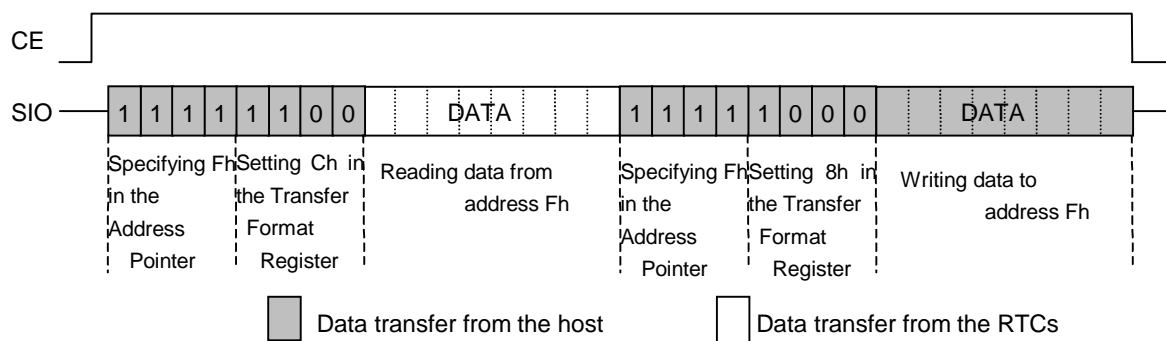 CE
SIO 1 1 1 1 1 1 0 0 DATA 1 1 1 1 1 0 0 0 DATA
Specifying Fh
in the
Address
Pointer
Setting Ch in
the Transfer
Format
Register
Reading data from
address Fh
Specifying Fh
in the
Address
Pointer
Setting 8h in
the Transfer
Format
Register
Writing data to
address Fh
Data transfer from the host
Data transfer from the RTCs